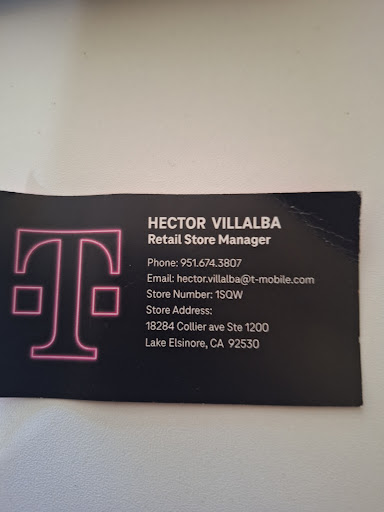 HECTOR VILLALBA
Retail Store Manager
Phone: 951.674.3807
Email: hector.villalba@t-mobile.com
Store Number: 1SQW
Store Address:
18284 Collier ave Ste 1200
Lake Elsinore, CA 92530
T